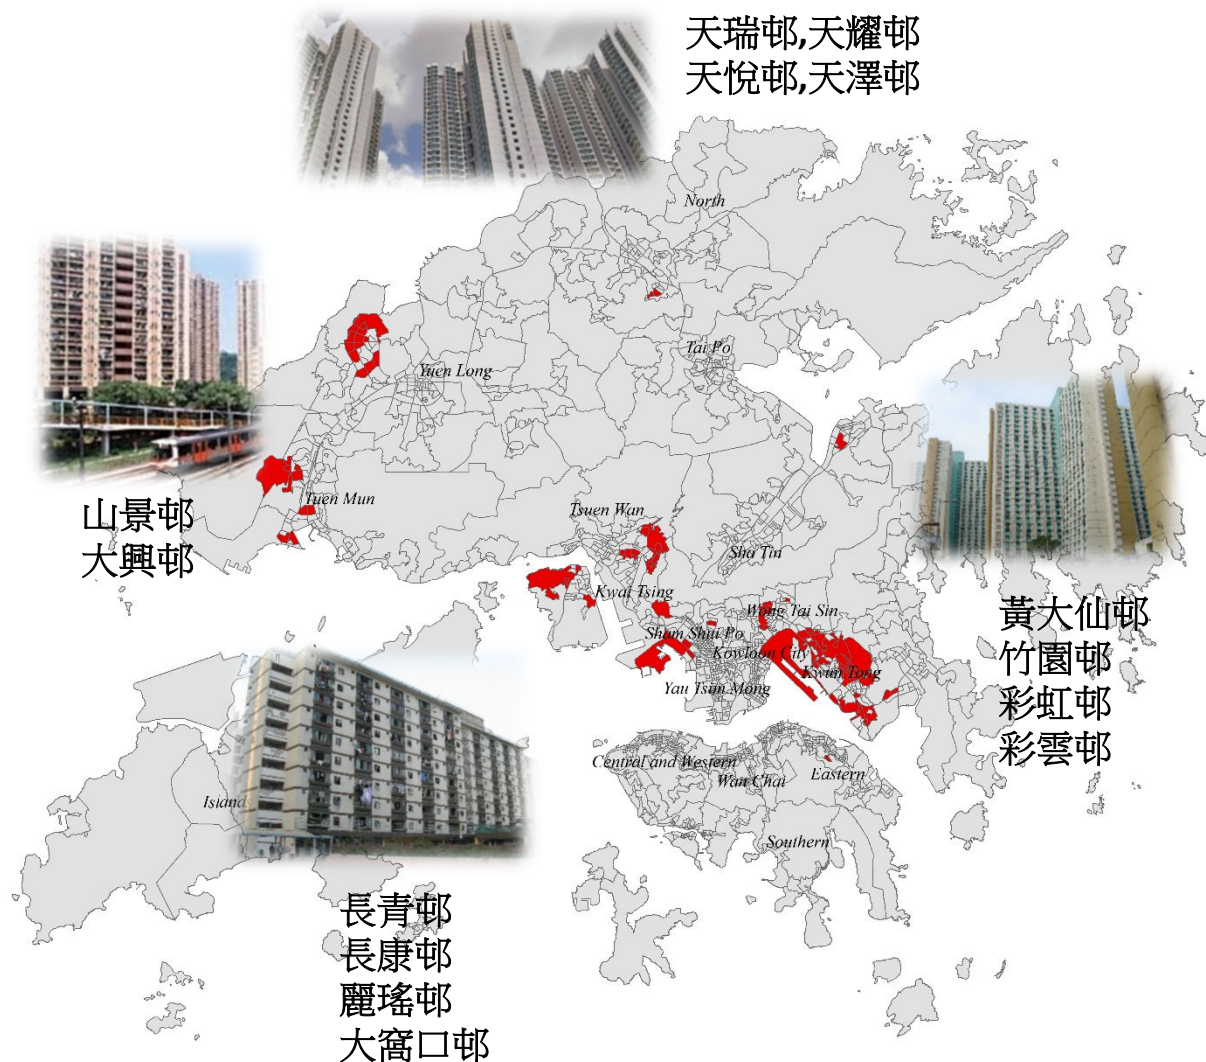 天瑞邨,天耀邨
天悅邨,天澤邨
North
Tai Po
Yuen Long
Tuen Mun
山景邨
大興邨
Tsuen Wan
Sha Tin
Kwai Tsing
Wong Tai Sin
Sham Shui Po
Kowloon City
Kwun Tong
Yau Tsim Mong
黃大仙邨
竹園邨
彩虹邨
彩雲邨
Central and Western
Wan Chai
Eastern
Island
Southern
長青邨
長康邨
麗瑤邨
大窩口邨